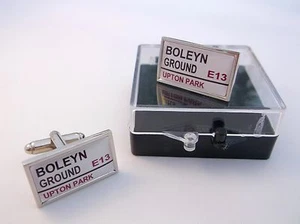 BOLEYN
GROUND
E13
UPTON PARK
BOLEYN
GROUND
E13
UPTON PARK